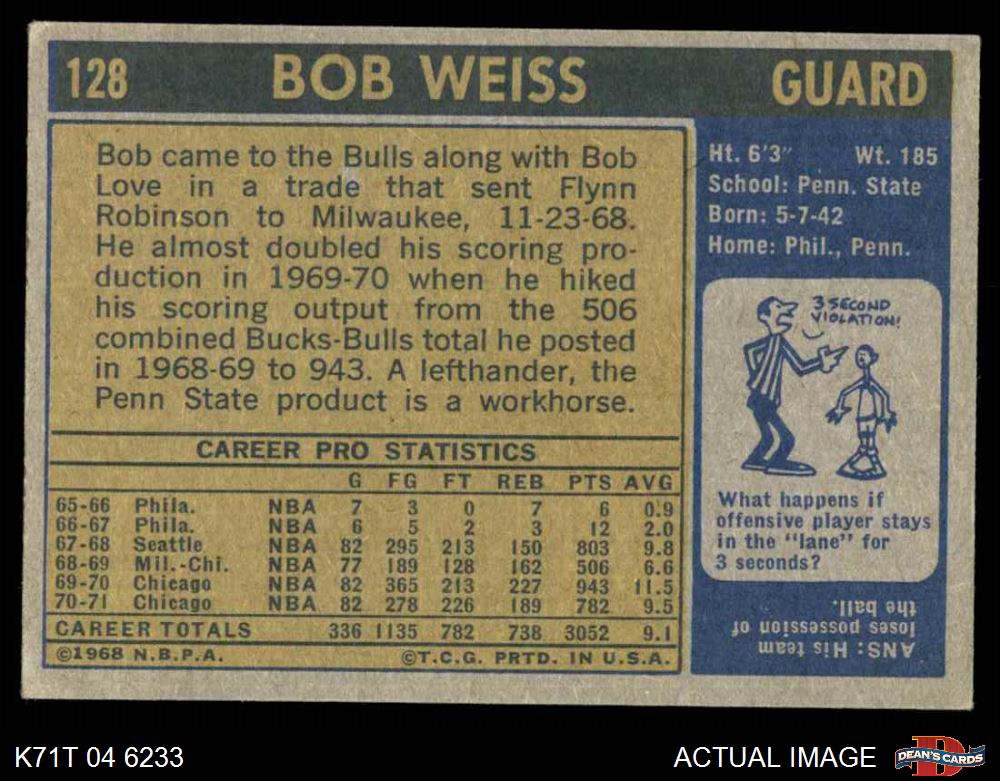 128 BOB WEISS GUARD
Bob came to the Bulls along with Bob
Love in a trade that sent Flynn
Robinson to Milwaukee, 11-23-68.
He almost doubled his scoring pro-
duction in 1969-70 when he hiked
his scoring output from the 506
combined Bucks-Bulls total he posted
in 1968-69 to 943. A lefthander, the
Penn State product is a workhorse.
CAREER PRO STATISTICS
G FG FT REB PTS AVG
65-66 Phila. NBA 7 3 0 7 6 0.9
66-67 Phila. NBA 6 5 2 3 12 2.0
67-68 Seattle NBA 82 295 213 150 803 9.8
68-69 Mil.-Chi. NBA 77 189 128 162 506 6.6
69-70 Chicago NBA 82 365 213 227 943 11.5
70-71 Chicago NBA 82 278 226 189 782 9.5
CAREER TOTALS 336 1135 782 738 3052 9.1
©1968 N.B.P.A. ©T.C.G. PRTD. IN U.S.A.
Ht. 6'3" Wt. 185
School: Penn. State
Born: 5-7-42
Home: Phil., Penn.
3 SECOND
VIOLATION!
What happens if
offensive player stays
in the "lane" for
3 seconds?
ANS: His team
loses possession of
the ball.
K71T 04 6233
ACTUAL IMAGE
DEAN'S CARDS